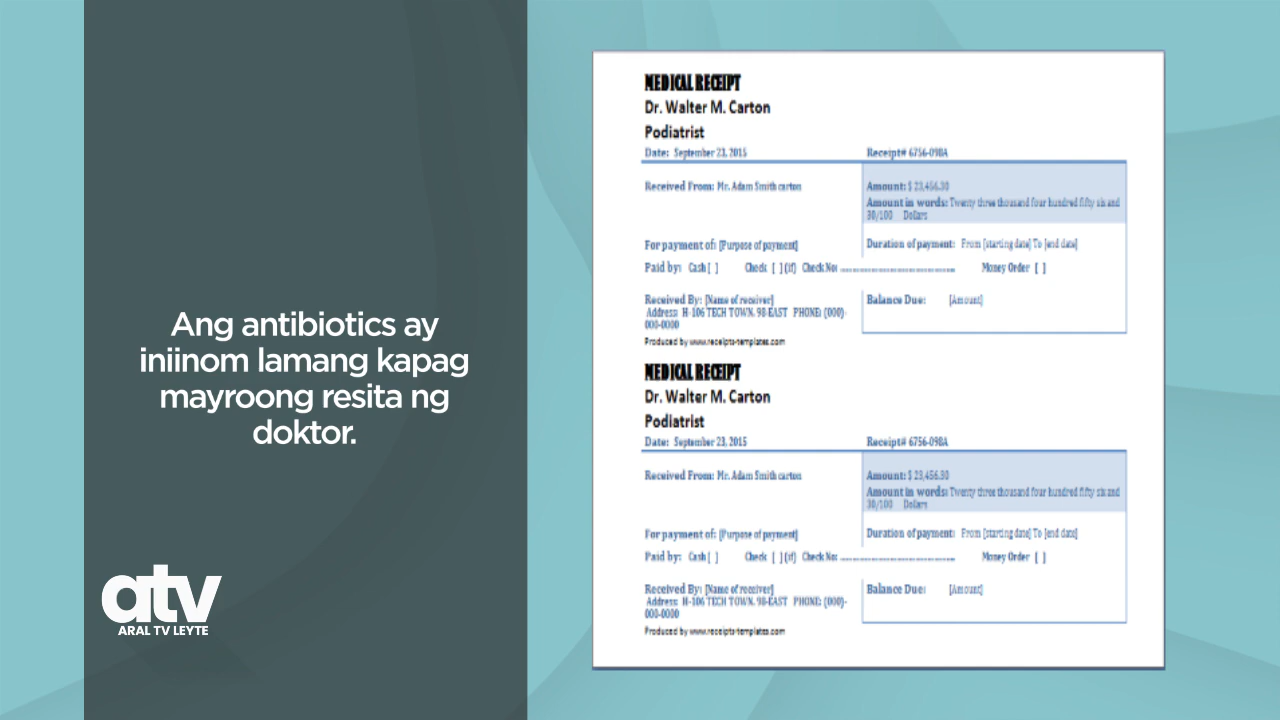 Ang antibiotics ay
iniinom lamang kapag
mayroong resita ng
doktor.
atv
ARAL TV LEYTE
MEDICAL RECEIPT
Dr. Walter M. Carton
Podiatrist
Date: September 23, 2015 Receipt# 6756-098A
Received From: Mr. Adam Smith carton Amount: $ 23,456.30
Amount in words: Twenty three thousand four hundred fifty six and
30/100 Dollars
For payment of: [Purpose of payment] Duration of payment: From [starting date] To [end date]
Paid by: Cash [ ] Check [ ] (if) Check No: ........................................ Money Order [ ]
Received By: [Name of receiver] Balance Due: [Amount]
Address: H-106 TECH TOWN. 98-EAST PHONE: (000)-
000-0000
Produced by www.receipts-templates.com
MEDICAL RECEIPT
Dr. Walter M. Carton
Podiatrist
Date: September 23, 2015 Receipt# 6756-098A
Received From: Mr. Adam Smith carton Amount: $ 23,456.30
Amount in words: Twenty three thousand four hundred fifty six and
30/100 Dollars
For payment of: [Purpose of payment] Duration of payment: From [starting date] To [end date]
Paid by: Cash [ ] Check [ ] (if) Check No: ........................................ Money Order [ ]
Received By: [Name of receiver] Balance Due: [Amount]
Address: H-106 TECH TOWN. 98-EAST PHONE: (000)-
000-0000
Produced by www.receipts-templates.com